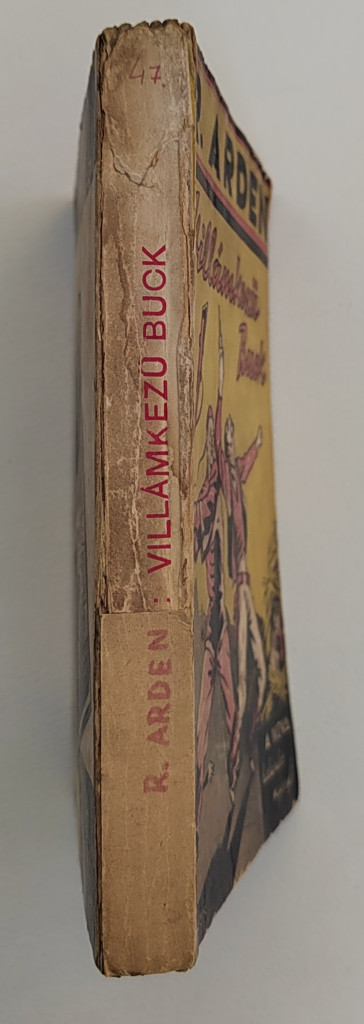 47.
R. ARDEN : VILLÁMKEZŰ BUCK
R. ARDEN
Villámkezű
Buck